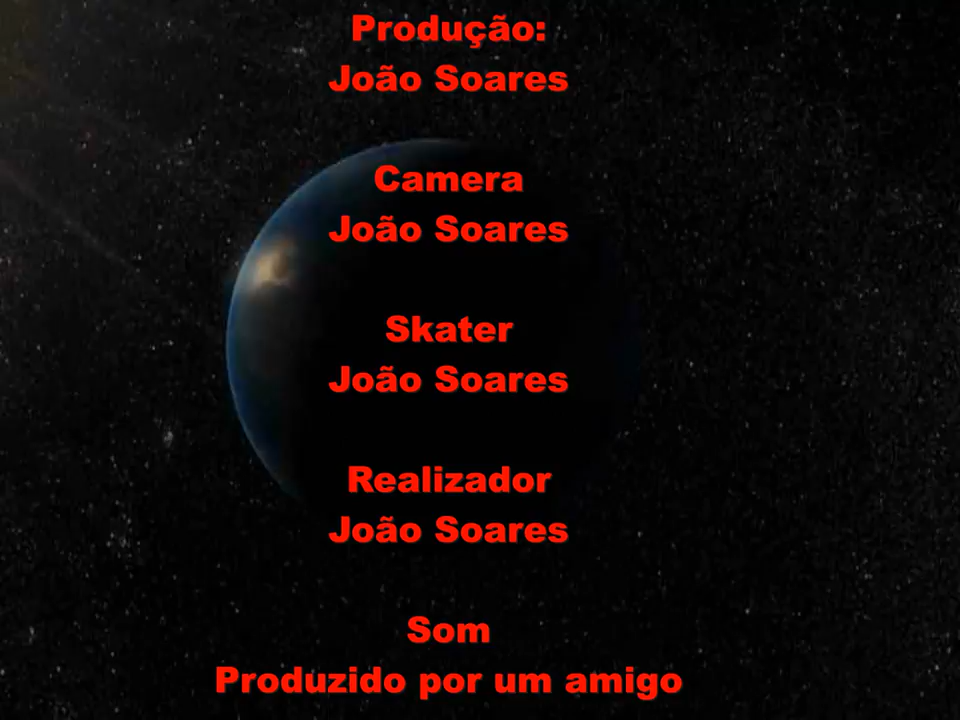 Produção:
João Soares
Camera
João Soares
Skater
João Soares
Realizador
João Soares
Som
Produzido por um amigo